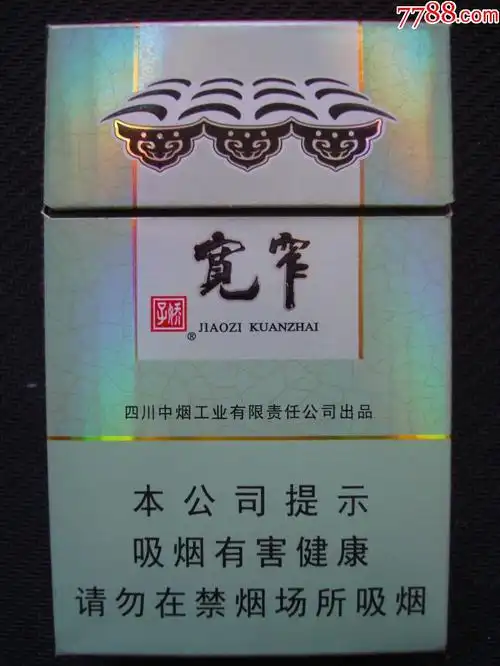 7788.com
宽窄
娇子
® JIAOZI KUANZHAI
四川中烟工业有限责任公司出品
本公司提示
吸烟有害健康
请勿在禁烟场所吸烟